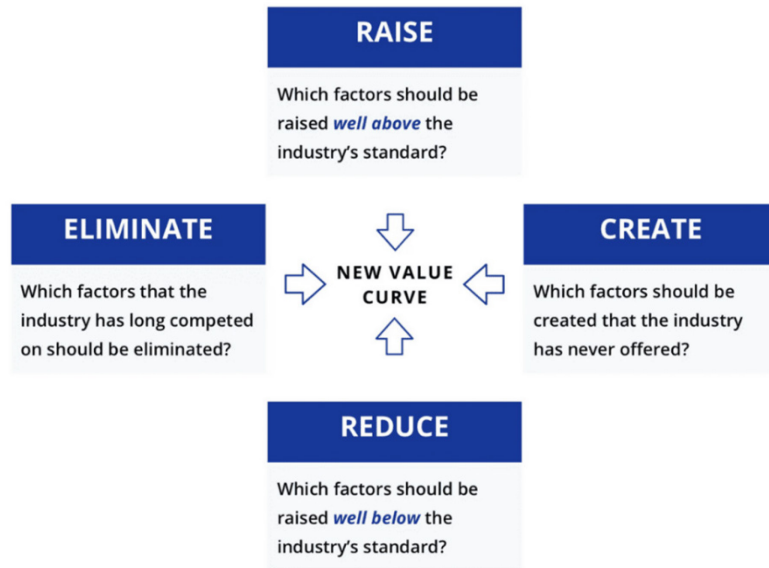 RAISE
Which factors should be
raised well above the
industry's standard?
ELIMINATE
Which factors that the
industry has long competed
on should be eliminated?
NEW VALUE
CURVE
CREATE
Which factors should be
created that the industry
has never offered?
REDUCE
Which factors should be
raised well below the
industry's standard?